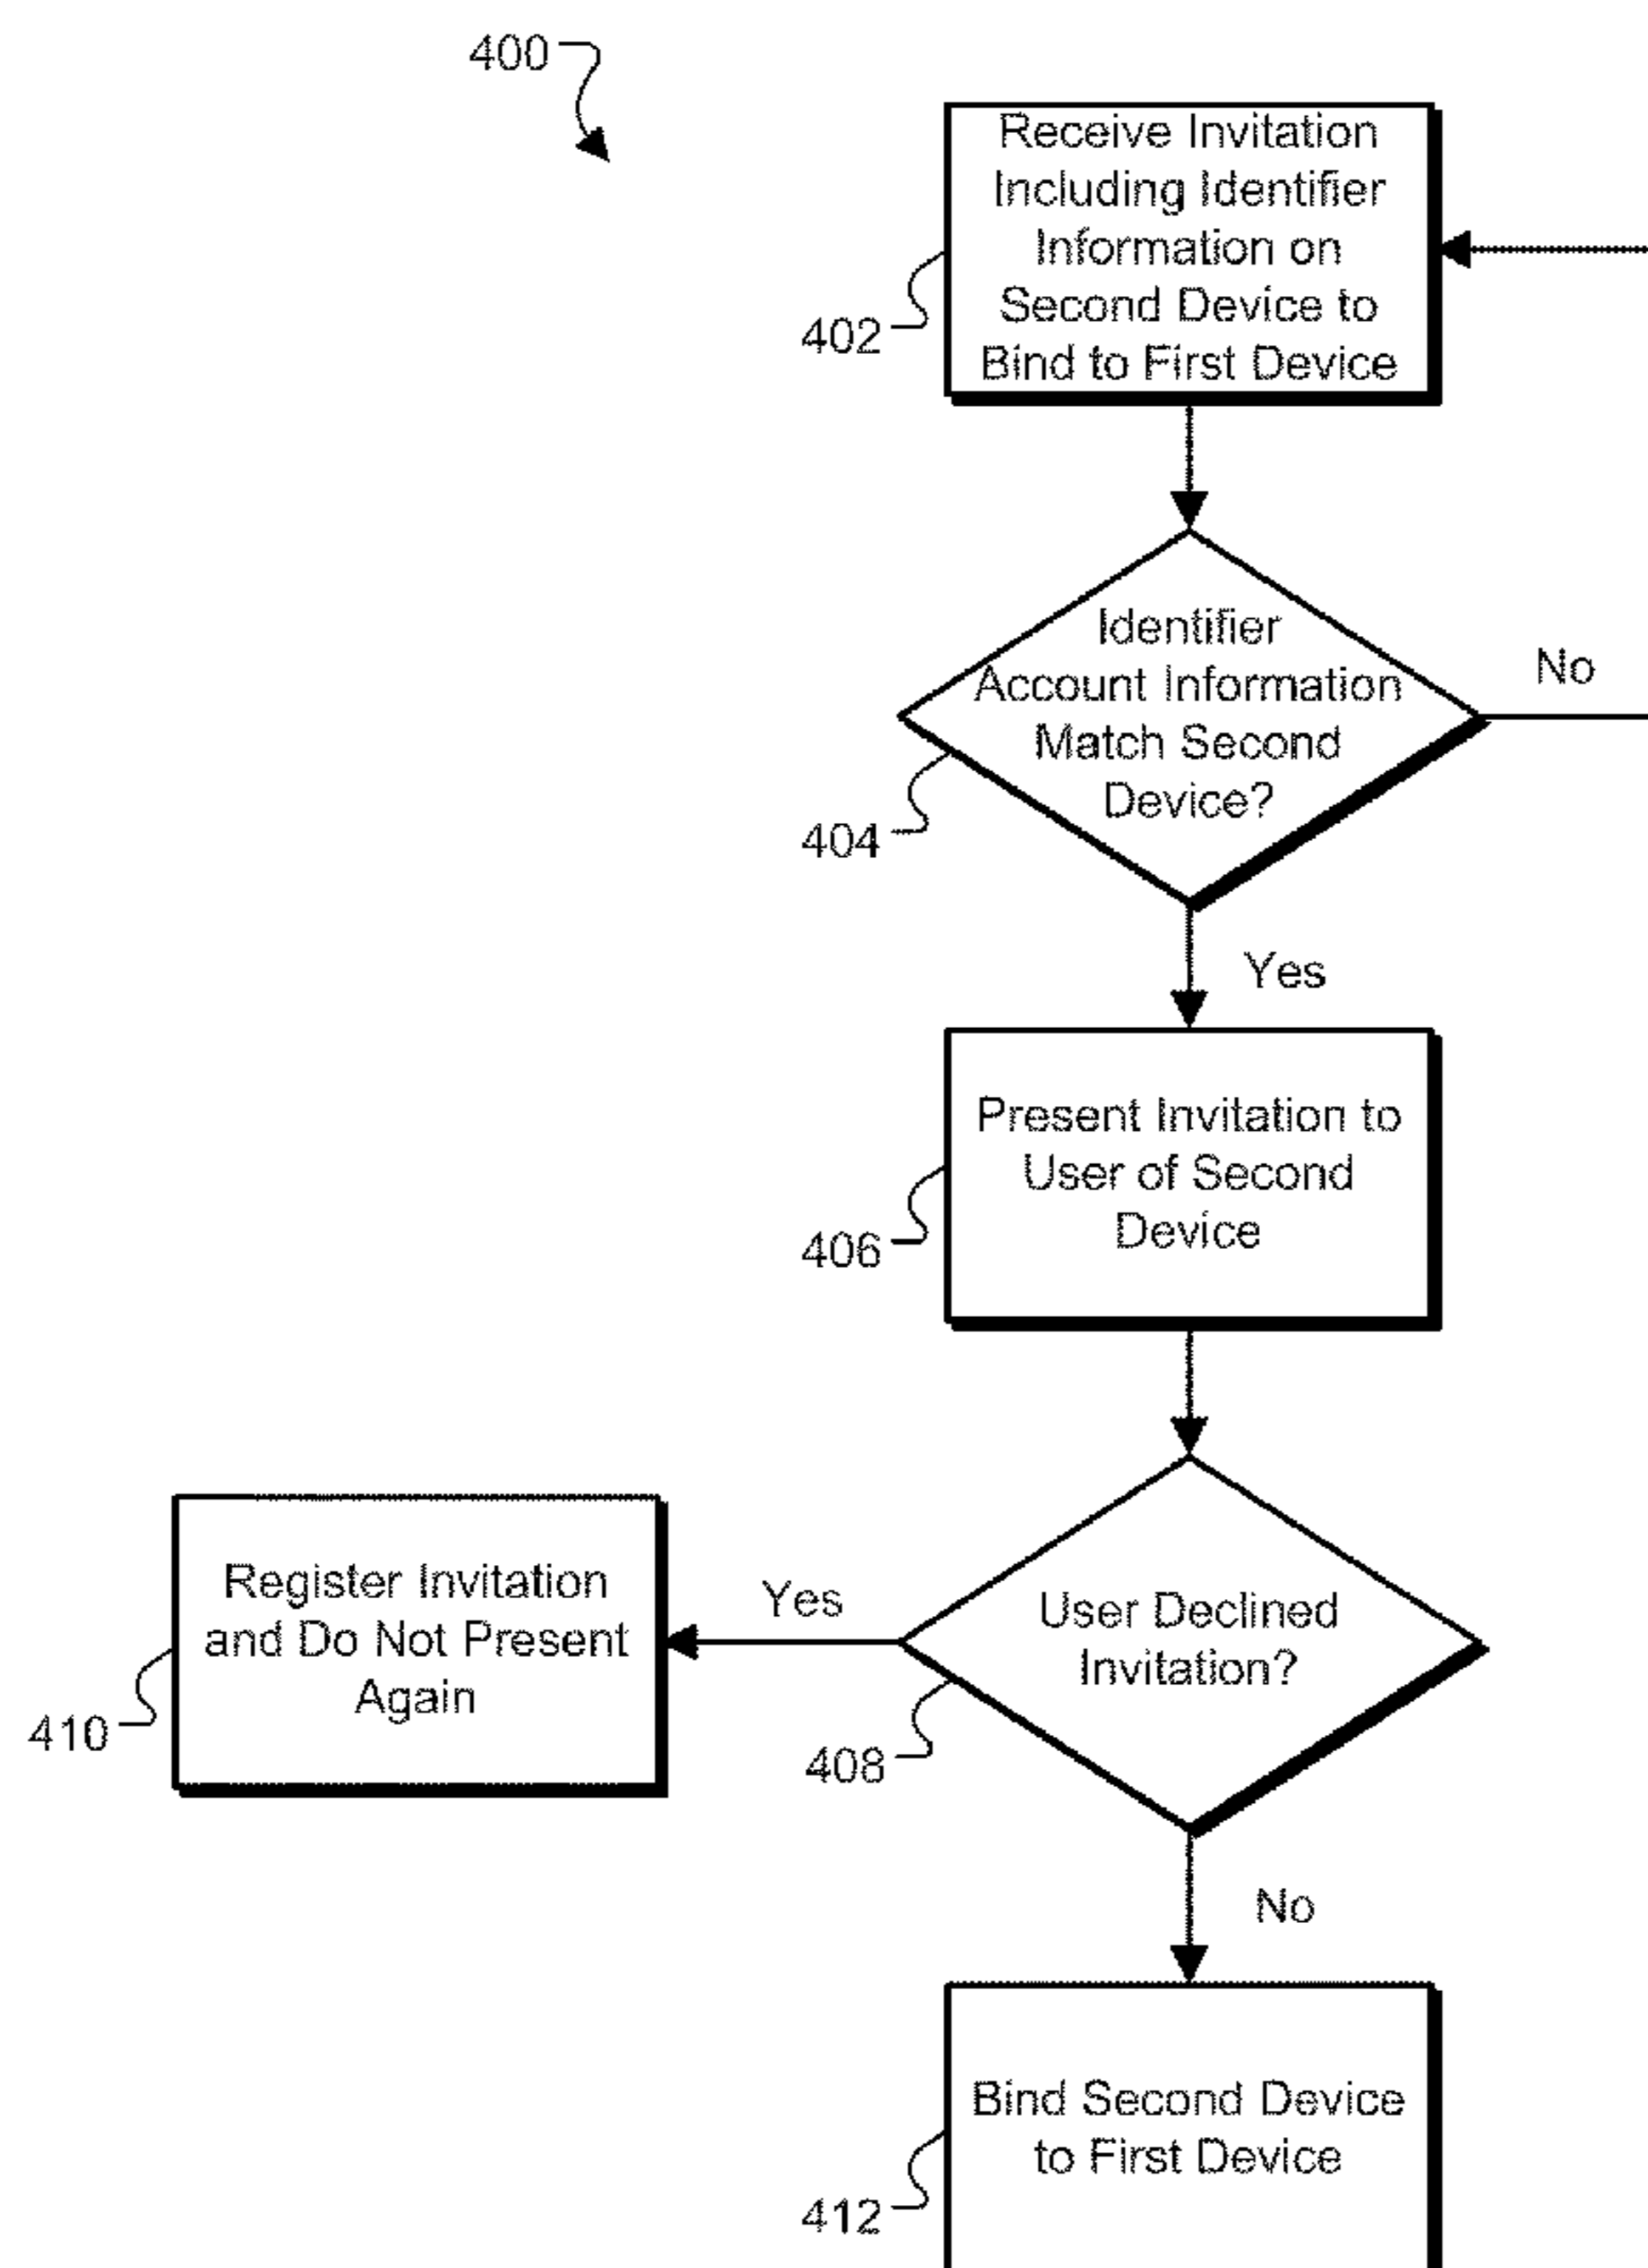 400
Receive Invitation
Including Identifier
Information on
Second Device to
Bind to First Device
402
Identifier
Account Information
Match Second
Device?
No
404
Yes
Present Invitation to
User of Second
Device
406
User Declined
Invitation?
Yes
408
Register Invitation
and Do Not Present
Again
410
No
Bind Second Device
to First Device
412